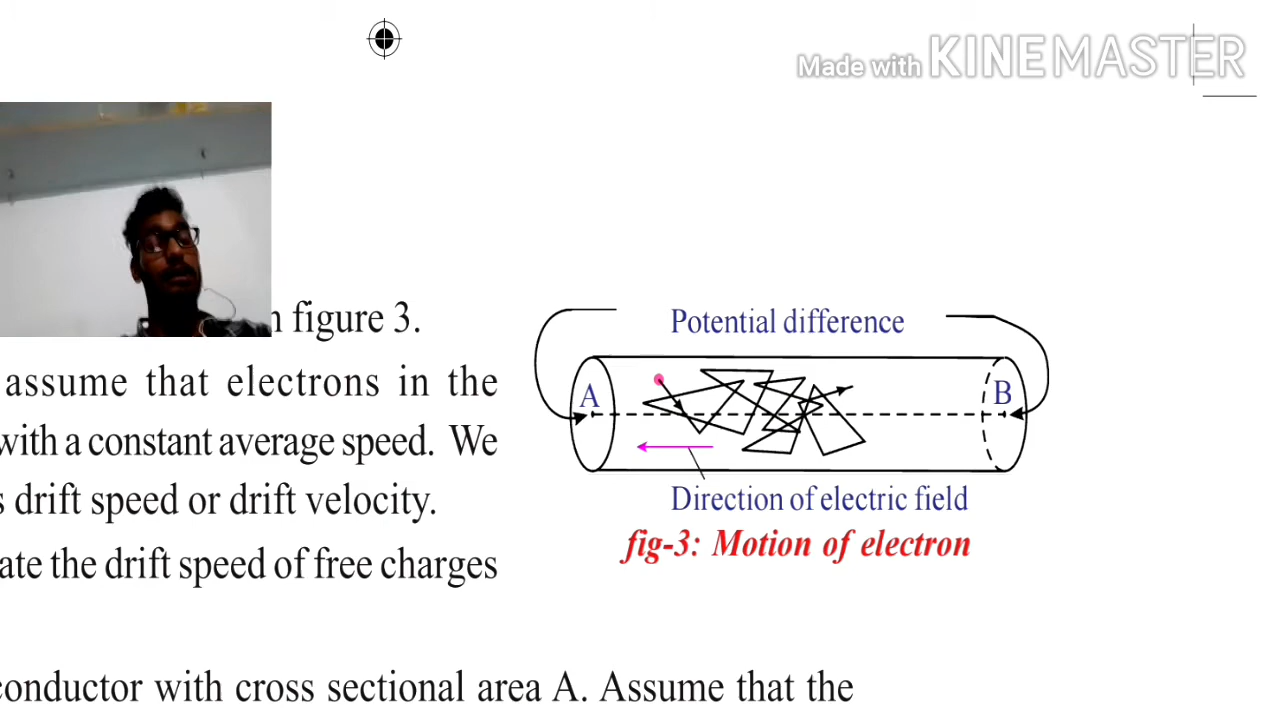 Made with KINEMASTER
n figure 3.
assume that electrons in the
with a constant average speed. We
s drift speed or drift velocity.
ate the drift speed of free charges
conductor with cross sectional area A. Assume that the
Potential difference
A
B
Direction of electric field
fig-3: Motion of electron